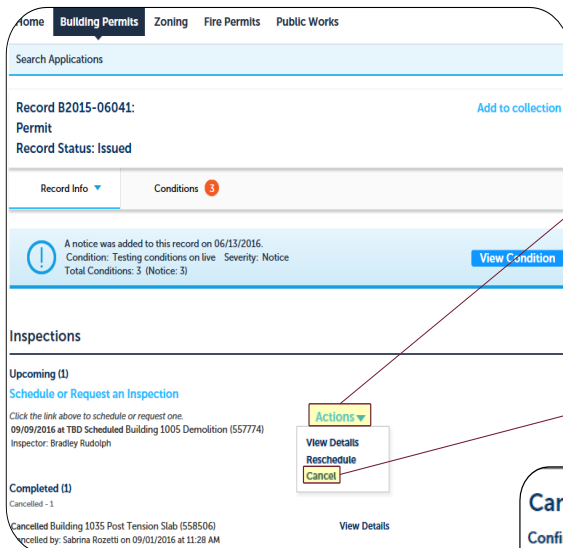 Home Building Permits Zoning Fire Permits Public Works
Search Applications
Record B2015-06041: Add to collection
Permit
Record Status: Issued
Record Info Conditions 3
A notice was added to this record on 06/13/2016.
Condition: Testing conditions on live Severity: Notice View Condition
Total Conditions: 3 (Notice: 3)
Inspections
Upcoming (1)
Schedule or Request an Inspection
Click the link above to schedule or request one. Actions
09/09/2016 at TBD Scheduled Building 1005 Demolition (557774)
Inspector: Bradley Rudolph View Details
Reschedule
Cancel
Completed (1)
Cancelled - 1
Cancelled Building 1035 Post Tension Slab (558506) View Details
Cancelled by: Sabrina Rozetti on 09/01/2016 at 11:28 AM
Can
Confi